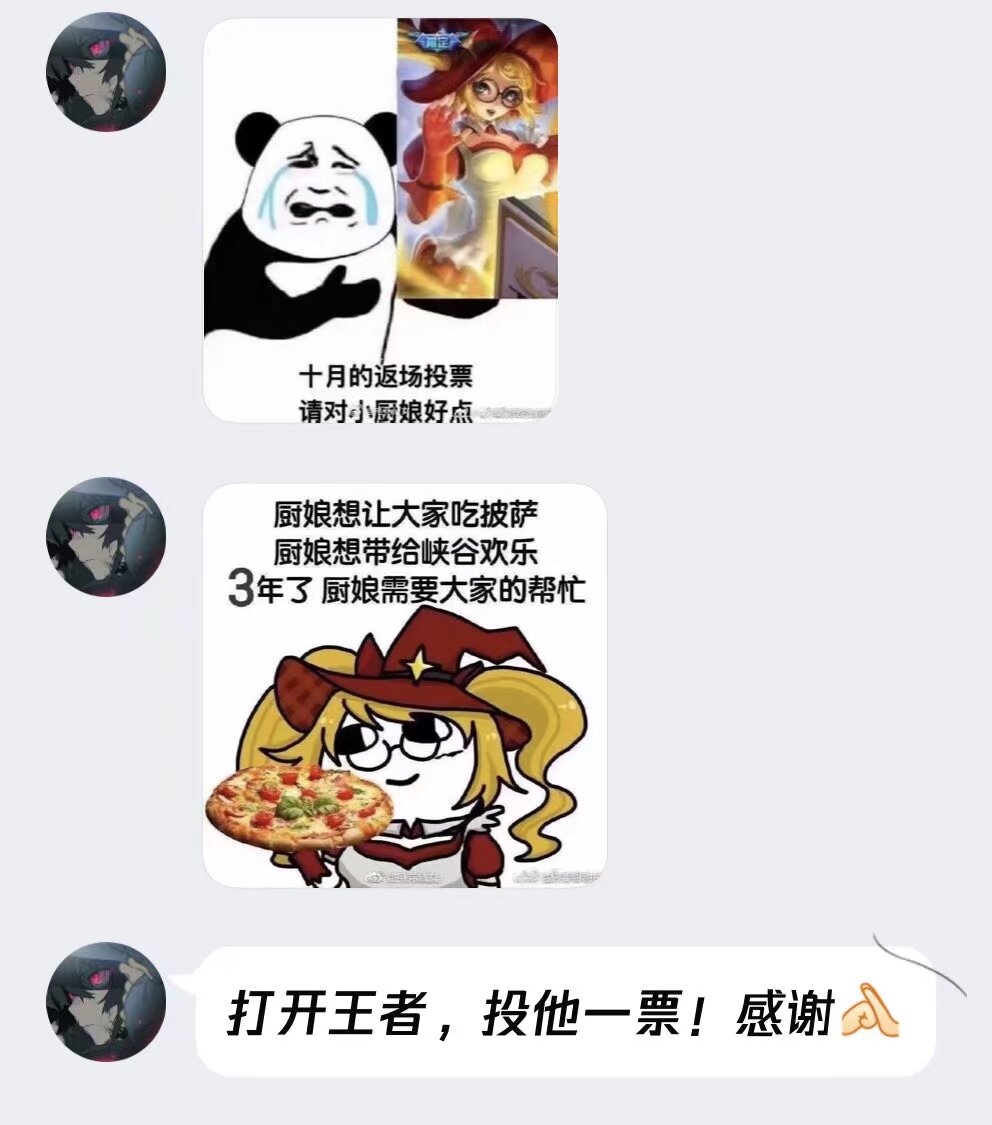 限定
十月的返场投票
请对小厨娘好点
厨娘想让大家吃披萨
厨娘想带给峡谷欢乐
3年了 厨娘需要大家的帮忙
打开王者，投他一票！感谢